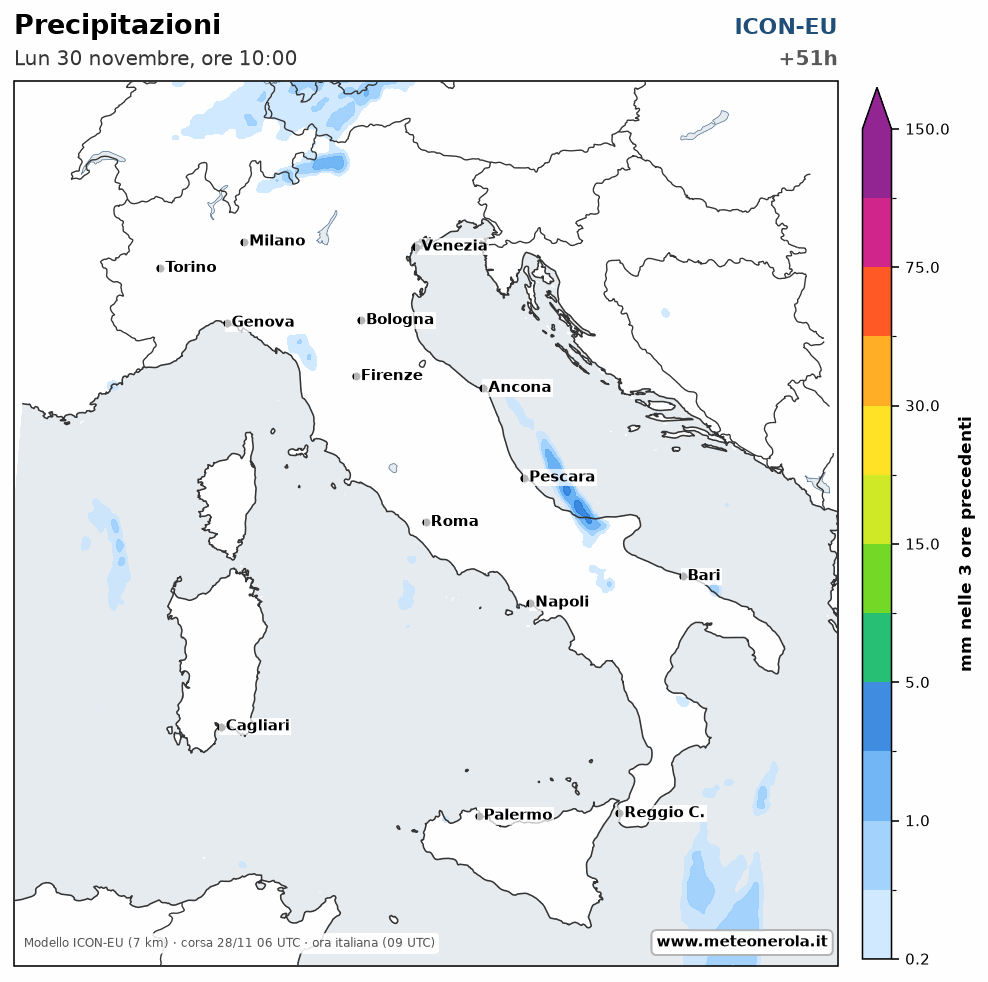 Precipitazioni
ICON-EU
Lun 30 novembre, ore 10:00
+51h
150.0
75.0
30.0
15.0
5.0
1.0
0.2
mm nelle 3 ore precedenti
Milano
Venezia
Torino
Genova
Bologna
Firenze
Ancona
Pescara
Roma
Bari
Napoli
Cagliari
Palermo
Reggio C.
Modello ICON-EU (7 km) · corsa 28/11 06 UTC · ora italiana (09 UTC)
www.meteonerola.it